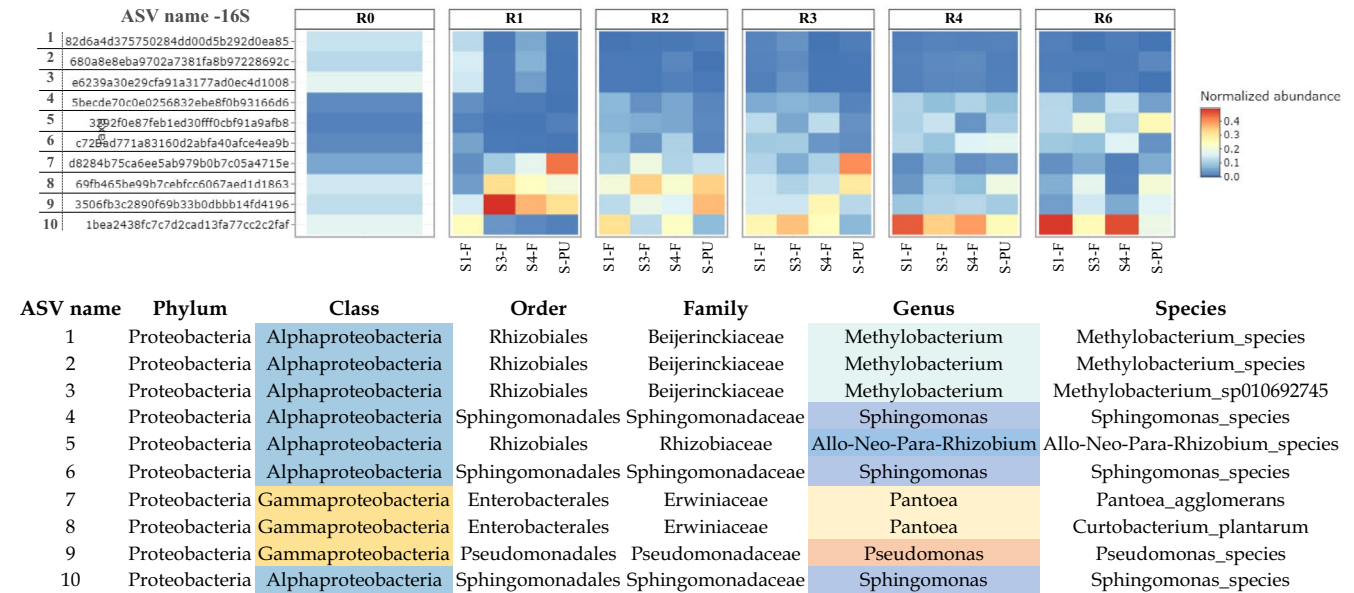 ASV name -16S
R0 R1 R2 R3 R4 R6
1 82d6a4d375750284dd00d5b292d0ea85
2 680a8e8eba9702a7381fa8b97228692c
3 e6239a30e29cfa91a3177ad0ec4d1008
4 5becde70c0e0256832ebe8f0b93166d6
5 3292f0e87feb1ed30fff0cbf91a9afb8
6
7 d8284b75ca6ee5ab979b0b7c05a4715e
8 69fb465be99b7cebfcc6067aed1d1863
9 3506fb3c2890f69b33b0dbbb14fd4196
10 1bea2438fc7c7d2cad13fa77cc2c2faf
Normalized abundance
0.4
0.3
0.2
0.1
0.0
S1-F S3-F S4-F S-PU S1-F S3-F S4-F S-PU S1-F S3-F S4-F S-PU S1-F S3-F S4-F S-PU S1-F S3-F S4-F S-PU
ASV name Phylum Class Order Family Genus Species
1 Proteobacteria Alphaproteobacteria Rhizobiales Beijerinckiaceae Methylobacterium Methylobacterium_species
2 Proteobacteria Alphaproteobacteria Rhizobiales Beijerinckiaceae Methylobacterium Methylobacterium_species
3 Proteobacteria Alphaproteobacteria Rhizobiales Beijerinckiaceae Methylobacterium Methylobacterium_sp010692745
4 Proteobacteria Alphaproteobacteria Sphingomonadales Sphingomonadaceae Sphingomonas Sphingomonas_species
5 Proteobacteria Alphaproteobacteria Rhizobiales Rhizobiaceae Allo-Neo-Para-Rhizobium Allo-Neo-Para-Rhizobium_species
6 Proteobacteria Alphaproteobacteria Sphingomonadales Sphingomonadaceae Sphingomonas Sphingomonas_species
7 Proteobacteria Gammaproteobacteria Enterobacterales Erwiniaceae Pantoea Pantoea_agglomerans
8 Proteobacteria Gammaproteobacteria Enterobacterales Erwiniaceae Pantoea Curtobacterium_plantarum
9 Proteobacteria Gammaproteobacteria Pseudomonadales Pseudomonadaceae Pseudomonas Pseudomonas_species
10 Proteobacteria Alphaproteobacteria Sphingomonadales Sphingomonadaceae Sphingomonas Sphingomonas_species